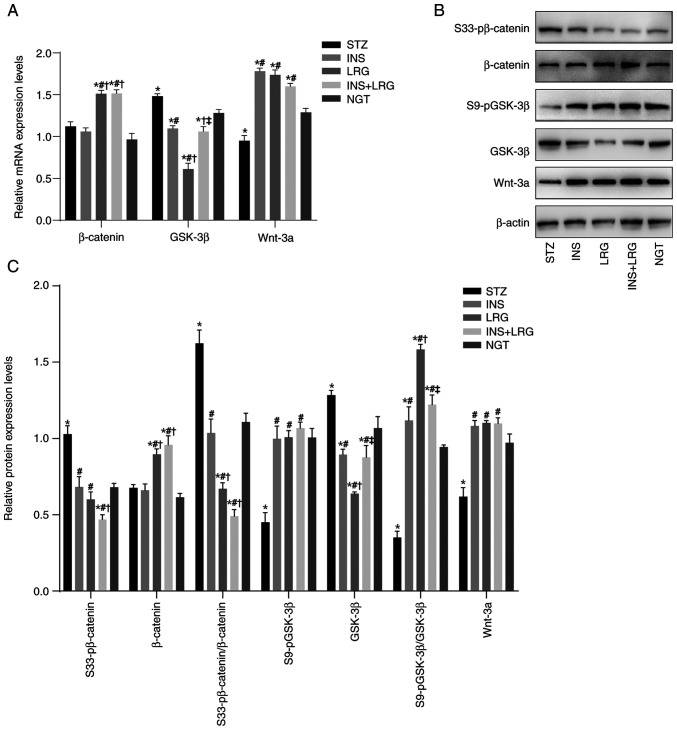 A
Relative mRNA expression levels
2.0
1.5
1.0
0.5
0.0
*#† *#†
*
*#
*#†
*†‡
*
*# *# *#
β-catenin
GSK-3β
Wnt-3a
STZ
INS
LRG
INS+LRG
NGT
B
S33-pβ-catenin
β-catenin
S9-pGSK-3β
GSK-3β
Wnt-3a
β-actin
STZ
INS
LRG
INS+LRG
NGT
C
Relative protein expression levels
2.0
1.5
1.0
0.5
0.0
*
#
#
*#†
*#†
*#†
*
#
*#†
*#†
*
# # #
*
*#
*#†
*#‡
*
*#
*#†
*#‡
*
# # #
S33-pβ-catenin
β-catenin
S33-pβ-catenin/β-catenin
S9-pGSK-3β
GSK-3β
S9-pGSK-3β/GSK-3β
Wnt-3a
STZ
INS
LRG
INS+LRG
NGT